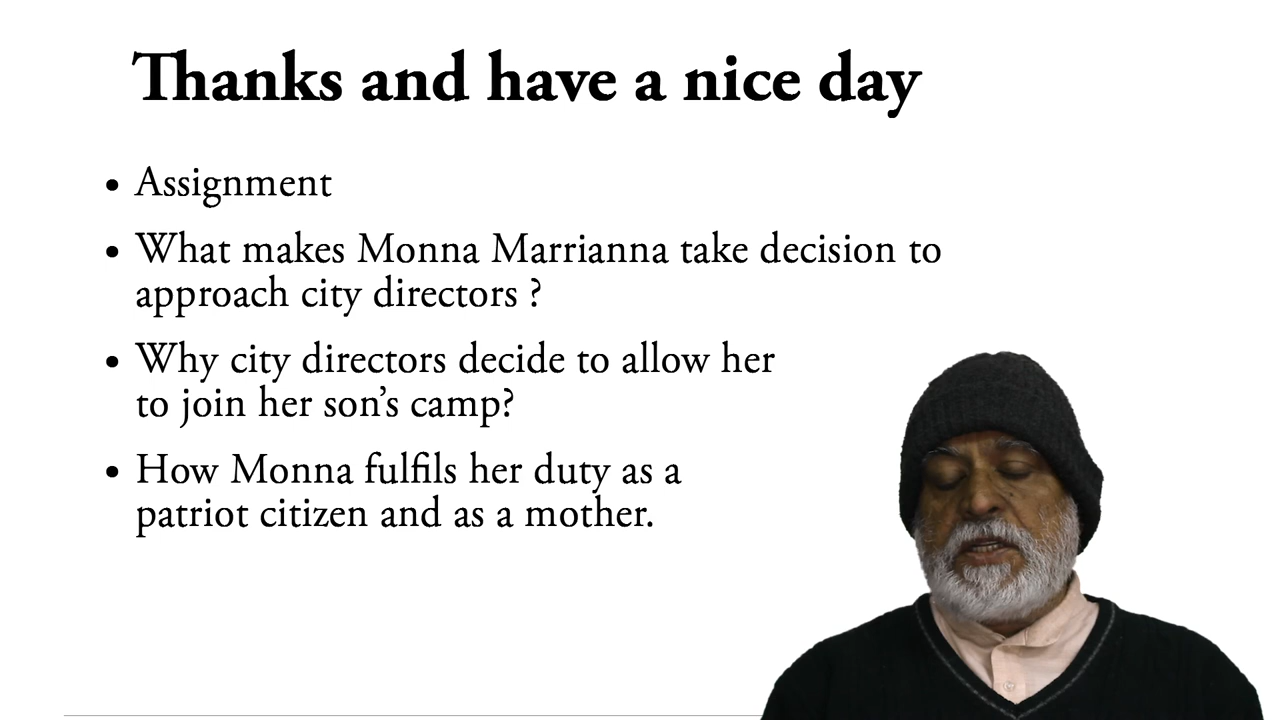 Thanks and have a nice day
• Assignment
• What makes Monna Marrianna take decision to
approach city directors ?
• Why city directors decide to allow her
to join her son’s camp?
• How Monna fulfils her duty as a
patriot citizen and as a mother.